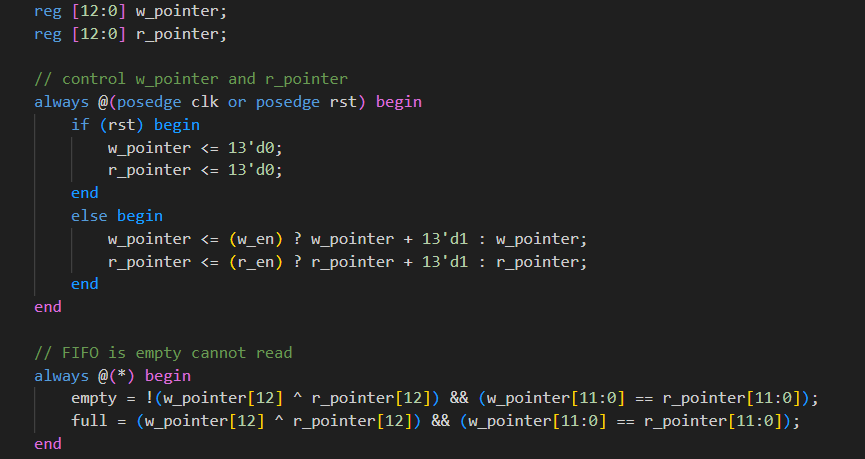 reg [12:0] w_pointer;
reg [12:0] r_pointer;
// control w_pointer and r_pointer
always @(posedge clk or posedge rst) begin
if (rst) begin
w_pointer <= 13'd0;
r_pointer <= 13'd0;
end
else begin
w_pointer <= (w_en) ? w_pointer + 13'd1 : w_pointer;
r_pointer <= (r_en) ? r_pointer + 13'd1 : r_pointer;
end
end
// FIFO is empty cannot read
always @(*) begin
empty = !(w_pointer[12] ^ r_pointer[12]) && (w_pointer[11:0] == r_pointer[11:0]);
full = (w_pointer[12] ^ r_pointer[12]) && (w_pointer[11:0] == r_pointer[11:0]);
end